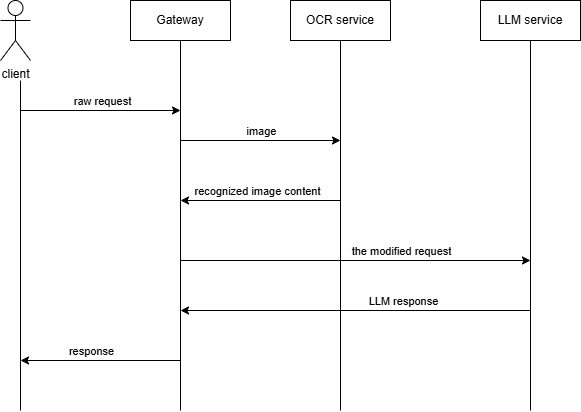 Gateway
OCR service
LLM service
client
raw request
image
recognized image content
the modified request
LLM response
response